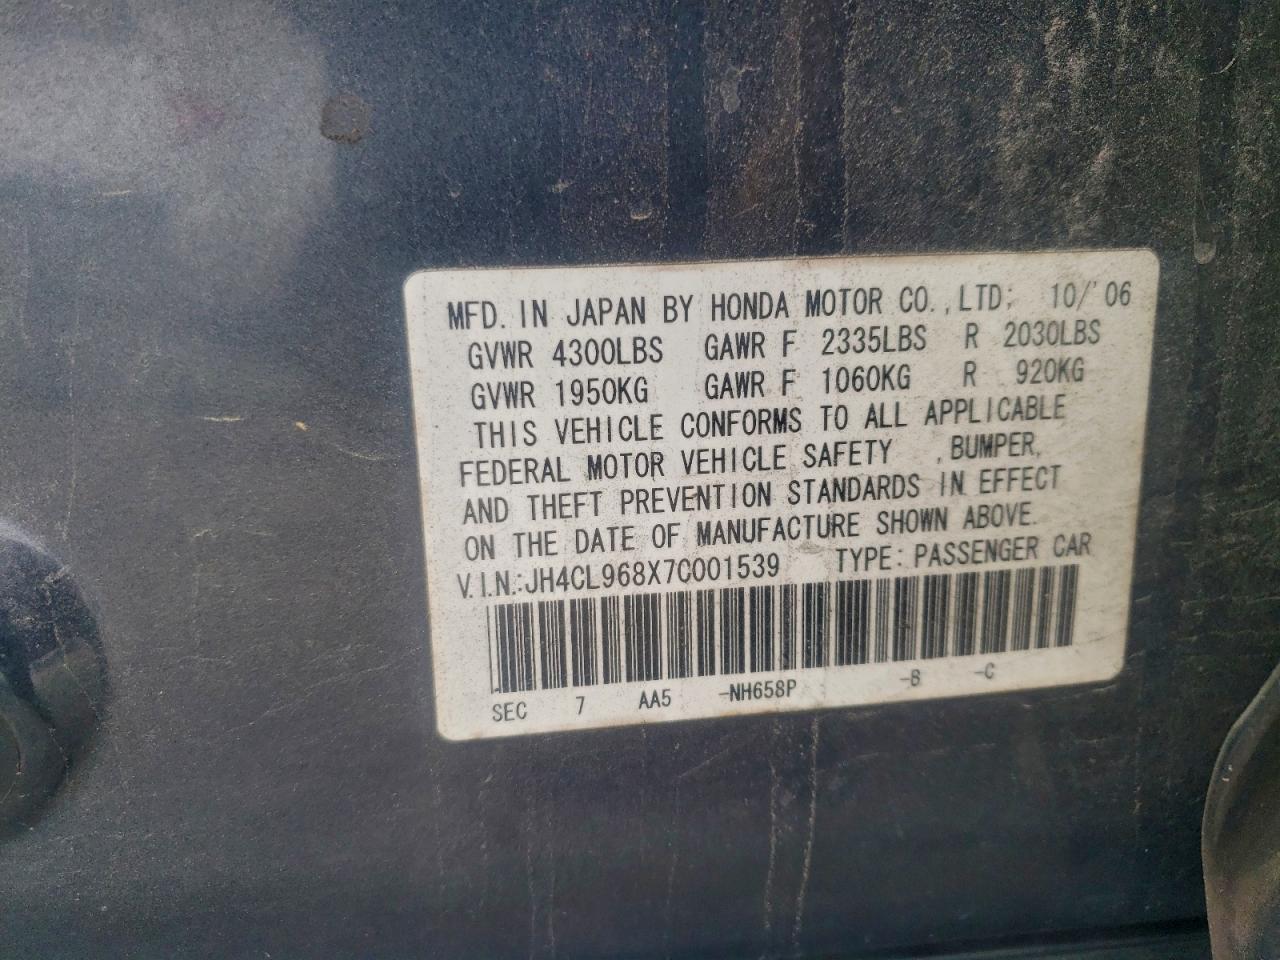 MFD. IN JAPAN BY HONDA MOTOR CO., LTD; 10/'06
GVWR 4300LBS GAWR F 2335LBS R 2030LBS
GVWR 1950KG GAWR F 1060KG R 920KG
THIS VEHICLE CONFORMS TO ALL APPLICABLE
FEDERAL MOTOR VEHICLE SAFETY , BUMPER,
AND THEFT PREVENTION STANDARDS IN EFFECT
ON THE DATE OF MANUFACTURE SHOWN ABOVE.
V.I.N.:JH4CL968X7C001539 TYPE: PASSENGER CAR
SEC 7 AA5 -NH658P -B -C